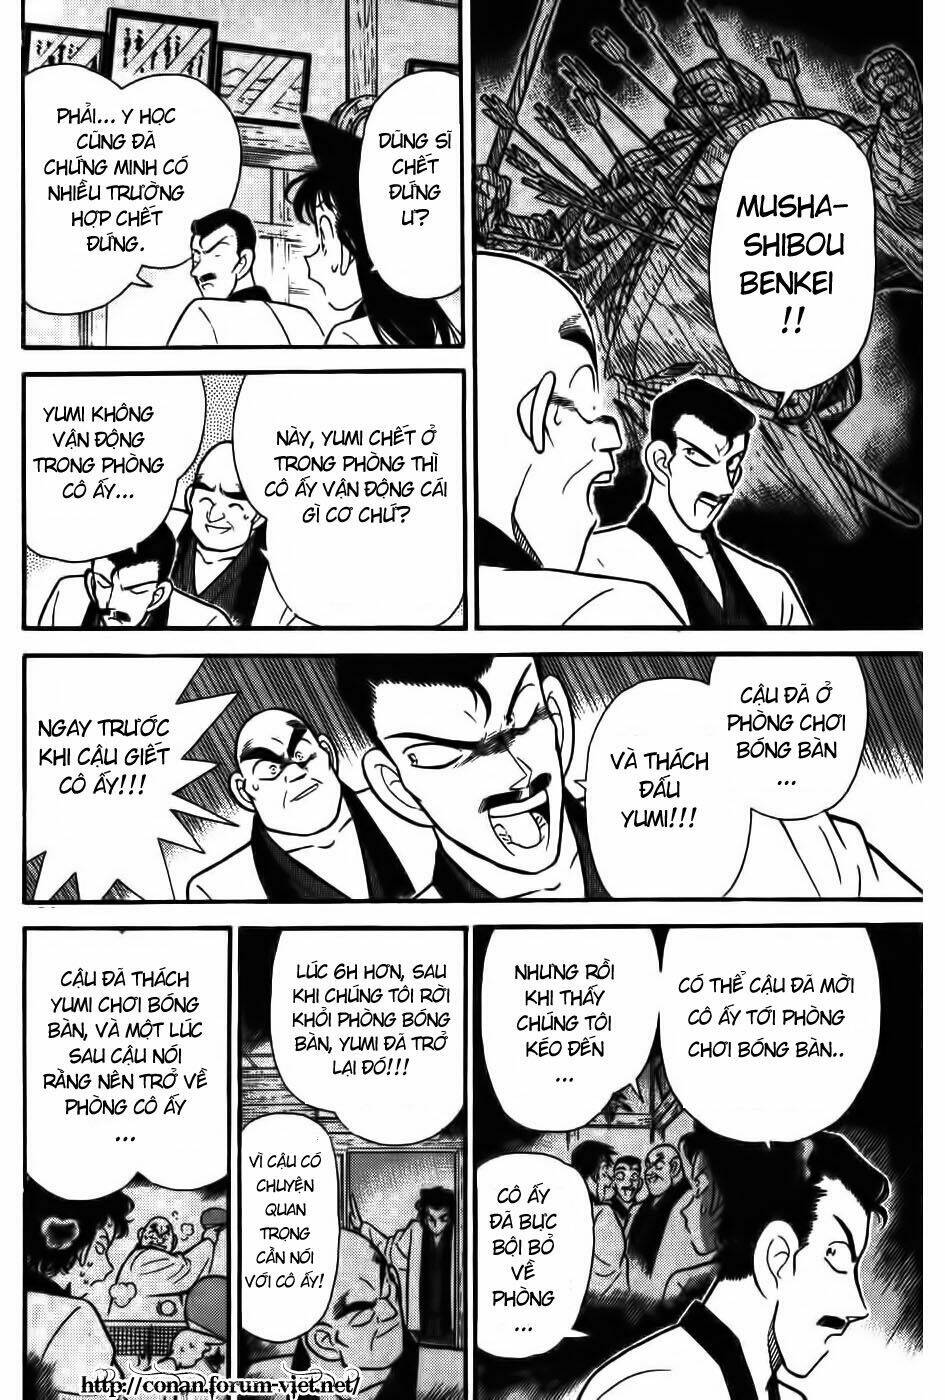 MUSHA-
SHIBOU
BENKEI
!!
DŨNG SĨ
CHẾT
ĐỨNG
Ư?
PHẢI... Y HỌC
CŨNG ĐÃ
CHỨNG MINH CÓ
NHIỀU TRƯỜNG
HỢP CHẾT
ĐỨNG.
NÀY, YUMI CHẾT Ở
TRONG PHÒNG THÌ
CÔ ẤY VẬN ĐỘNG CÁI
GÌ CƠ CHỨ?
YUMI KHÔNG
VẬN ĐỘNG
TRONG PHÒNG
CÔ ẤY...
CẬU ĐÃ Ở
PHÒNG CHƠI
BÓNG BÀN
...
VÀ THÁCH
ĐẤU
YUMI!!!
NGAY TRƯỚC
KHI CẬU GIẾT
CÔ ẤY!!!
CÓ THỂ CẬU ĐÃ MỜI
CÔ ẤY TỚI PHÒNG
CHƠI BÓNG BÀN..
NHƯNG RỒI
KHI THẤY
CHÚNG TÔI
KÉO ĐẾN
...
CÔ ẤY
ĐÃ BỰC
BỘI BỎ
VỀ
PHÒNG
...
LÚC 6H HƠN, SAU
KHI CHÚNG TÔI RỜI
KHỎI PHÒNG BÓNG
BÀN, YUMI ĐÃ TRỞ
LẠI ĐÓ!!!
VÌ CẬU CÓ
CHUYỆN
QUAN
TRỌNG
CẦN NÓI
VỚI CÔ ẤY!
CẬU ĐÃ THÁCH
YUMI CHƠI BÓNG
BÀN, VÀ MỘT LÚC
SAU CẬU NÓI
RẰNG NÊN TRỞ VỀ
PHÒNG CÔ ẤY
...
http://conan.forum-viet.net/